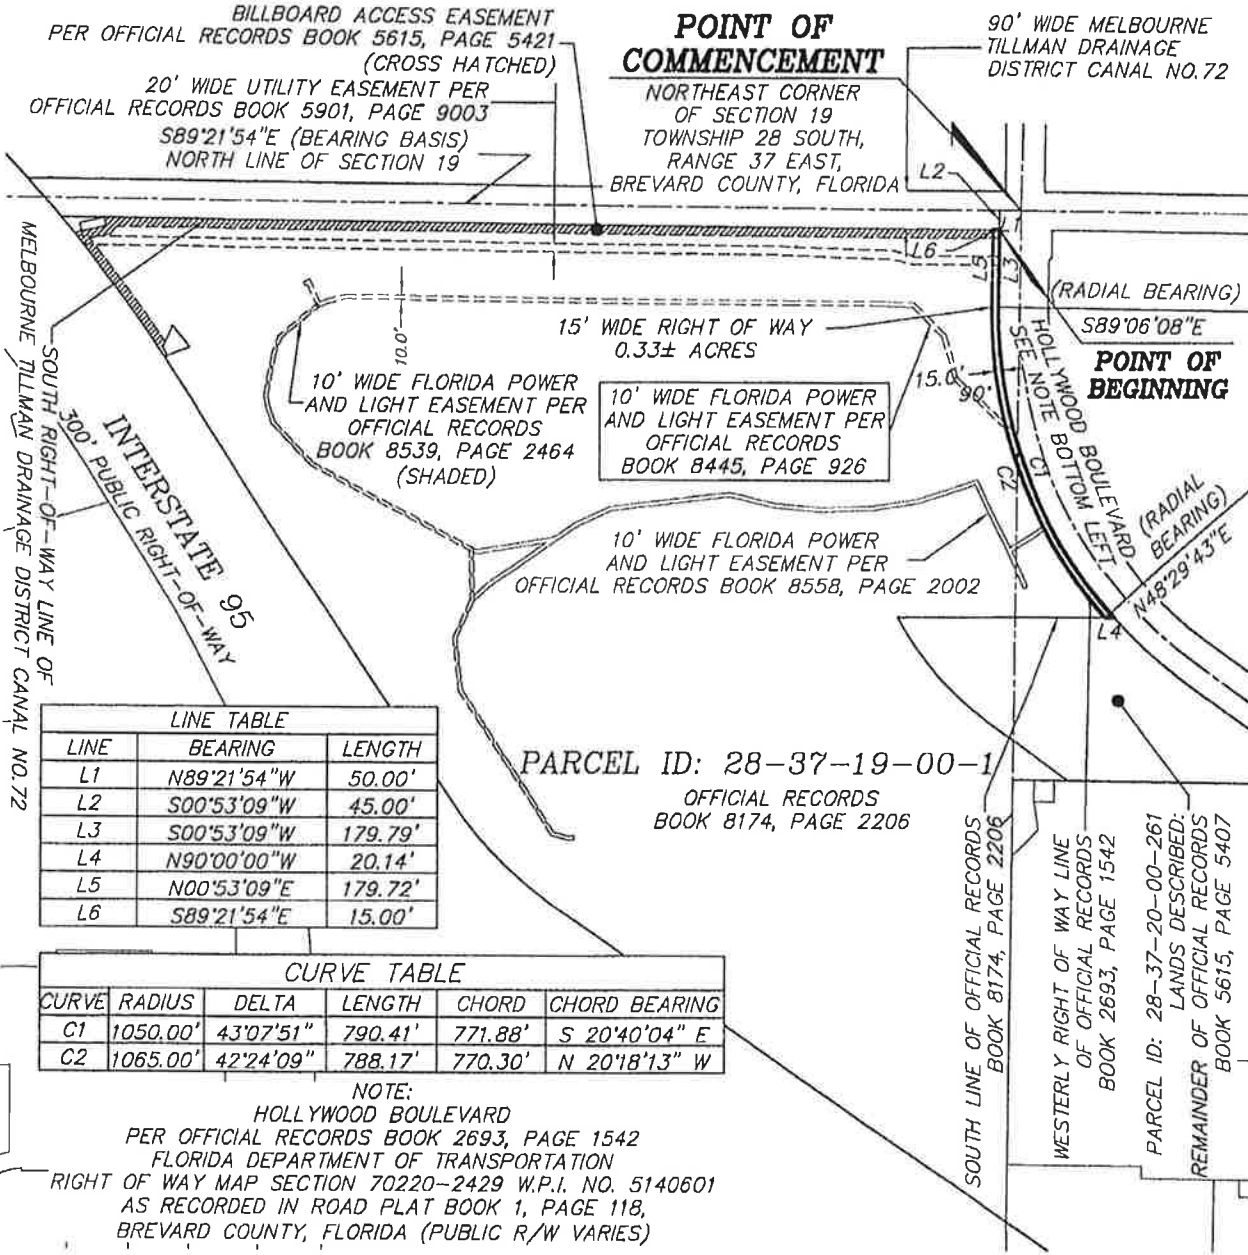 BILLBOARD ACCESS EASEMENT
PER OFFICIAL RECORDS BOOK 5615, PAGE 5421
(CROSS HATCHED)
20' WIDE UTILITY EASEMENT PER
OFFICIAL RECORDS BOOK 5901, PAGE 9003
S89°21'54"E (BEARING BASIS)
NORTH LINE OF SECTION 19
POINT OF
COMMENCEMENT
NORTHEAST CORNER
OF SECTION 19
TOWNSHIP 28 SOUTH,
RANGE 37 EAST,
BREVARD COUNTY, FLORIDA
90' WIDE MELBOURNE
TILLMAN DRAINAGE
DISTRICT CANAL NO.72
L2
L1
L6
L5
L3
(RADIAL BEARING)
S89°06'08"E
POINT OF
BEGINNING
15' WIDE RIGHT OF WAY
0.33± ACRES
10.0'
15.0'
90'
10' WIDE FLORIDA POWER
AND LIGHT EASEMENT PER
OFFICIAL RECORDS
BOOK 8539, PAGE 2464
(SHADED)
10' WIDE FLORIDA POWER
AND LIGHT EASEMENT PER
OFFICIAL RECORDS
BOOK 8445, PAGE 926
HOLLYWOOD BOULEVARD
SEE NOTE BOTTOM LEFT
C1
C2
(RADIAL
BEARING)
N48°29'43"E
L4
10' WIDE FLORIDA POWER
AND LIGHT EASEMENT PER
OFFICIAL RECORDS BOOK 8558, PAGE 2002
SOUTH RIGHT-OF-WAY LINE OF
MELBOURNE TILLMAN DRAINAGE DISTRICT CANAL NO.72
INTERSTATE 95
300' PUBLIC RIGHT-OF-WAY
LINE TABLE
LINE BEARING LENGTH
L1 N89°21'54"W 50.00'
L2 S00°53'09"W 45.00'
L3 S00°53'09"W 179.79'
L4 N90°00'00"W 20.14'
L5 N00°53'09"E 179.72'
L6 S89°21'54"E 15.00'
PARCEL ID: 28-37-19-00-1
OFFICIAL RECORDS
BOOK 8174, PAGE 2206
SOUTH LINE OF OFFICIAL RECORDS
BOOK 8174, PAGE 2206
WESTERLY RIGHT OF WAY LINE
OF OFFICIAL RECORDS
BOOK 2693, PAGE 1542
PARCEL ID: 28-37-20-00-261
LANDS DESCRIBED:
REMAINDER OF OFFICIAL RECORDS
BOOK 5615, PAGE 5407
CURVE TABLE
CURVE RADIUS DELTA LENGTH CHORD CHORD BEARING
C1 1050.00' 43°07'51" 790.41' 771.88' S 20°40'04" E
C2 1065.00' 42°24'09" 788.17' 770.30' N 20°18'13" W
NOTE:
HOLLYWOOD BOULEVARD
PER OFFICIAL RECORDS BOOK 2693, PAGE 1542
FLORIDA DEPARTMENT OF TRANSPORTATION
RIGHT OF WAY MAP SECTION 70220-2429 W.P.I. NO. 5140601
AS RECORDED IN ROAD PLAT BOOK 1, PAGE 118,
BREVARD COUNTY, FLORIDA (PUBLIC R/W VARIES)